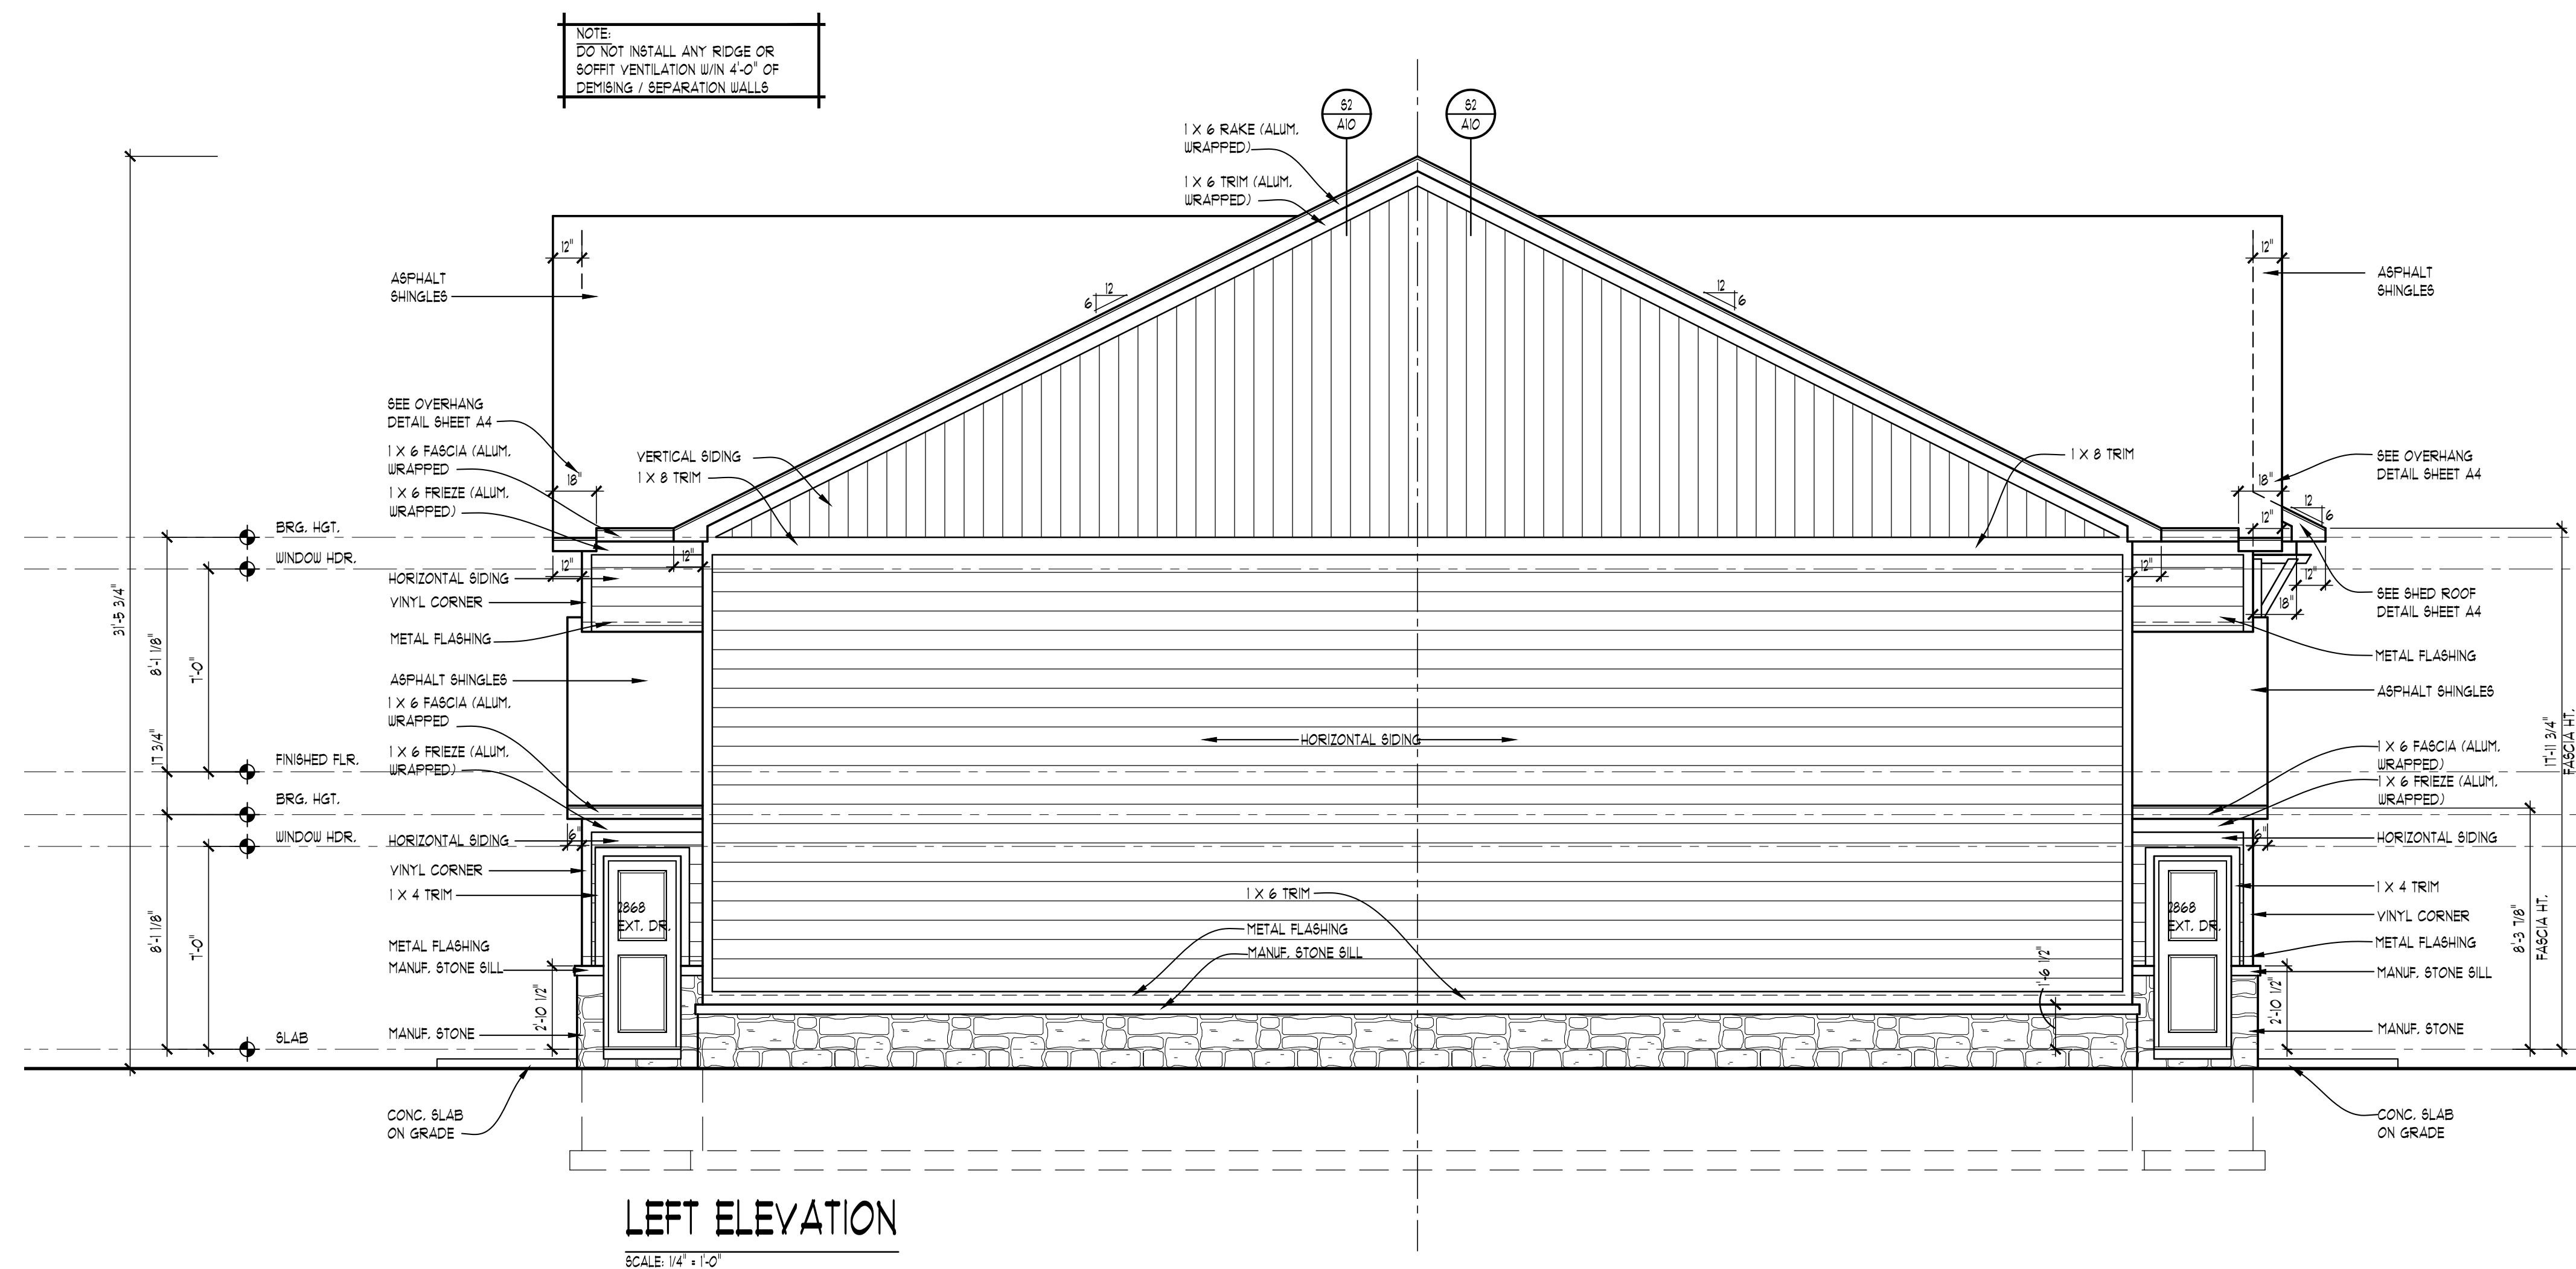 NOTE:
DO NOT INSTALL ANY RIDGE OR
SOFFIT VENTILATION W/IN 4'-0" OF
DEMISING / SEPARATION WALLS
S2
A10
S2
A10
1 X 6 RAKE (ALUM.
WRAPPED)
1 X 6 TRIM (ALUM.
WRAPPED)
12"
12"
ASPHALT
SHINGLES
ASPHALT
SHINGLES
12
6
12
6
SEE OVERHANG
DETAIL SHEET A4
1 X 6 FASCIA (ALUM.
WRAPPED
18"
1 X 6 FRIEZE (ALUM.
WRAPPED)
VERTICAL SIDING
1 X 8 TRIM
1 X 8 TRIM
SEE OVERHANG
DETAIL SHEET A4
18"
12
6
12"
BRG. HGT.
WINDOW HDR.
12"
12"
12"
12"
18"
HORIZONTAL SIDING
VINYL CORNER
METAL FLASHING
SEE SHED ROOF
DETAIL SHEET A4
METAL FLASHING
31'-5 3/4"
8'-1 1/8"
7'-0"
ASPHALT SHINGLES
ASPHALT SHINGLES
1 X 6 FASCIA (ALUM.
WRAPPED
HORIZONTAL SIDING
17 3/4"
FINISHED FLR.
1 X 6 FRIEZE (ALUM.
WRAPPED)
1 X 6 FASCIA (ALUM.
WRAPPED)
1 X 6 FRIEZE (ALUM.
WRAPPED)
17'-11 3/4"
FASCIA HT.
BRG. HGT.
WINDOW HDR.
HORIZONTAL SIDING
6"
6"
HORIZONTAL SIDING
VINYL CORNER
1 X 4 TRIM
2868
EXT. DR.
1 X 6 TRIM
METAL FLASHING
MANUF. STONE SILL
2868
EXT. DR.
1 X 4 TRIM
VINYL CORNER
METAL FLASHING
MANUF. STONE SILL
8'-3 7/8"
FASCIA HT.
8'-1 1/8"
7'-0"
METAL FLASHING
MANUF. STONE SILL
2'-10 1/2"
1'-6 1/2"
2'-10 1/2"
SLAB
MANUF. STONE
MANUF. STONE
CONC. SLAB
ON GRADE
CONC. SLAB
ON GRADE
LEFT ELEVATION
SCALE: 1/4" = 1'-0"